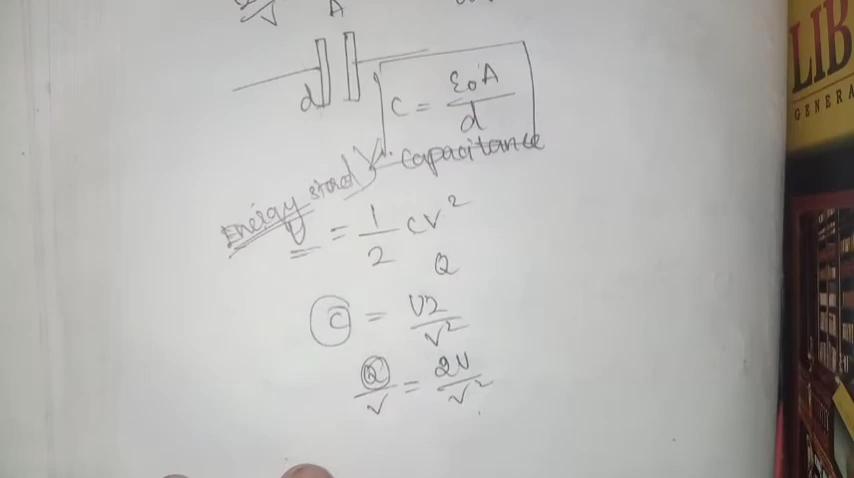 V
A
d
C = ε₀A / d
Capacitance
Energy stored
U = 1/2 CV²
Q
C = U2 / V²
Q/V = 2U / V²
LIB
GENERA